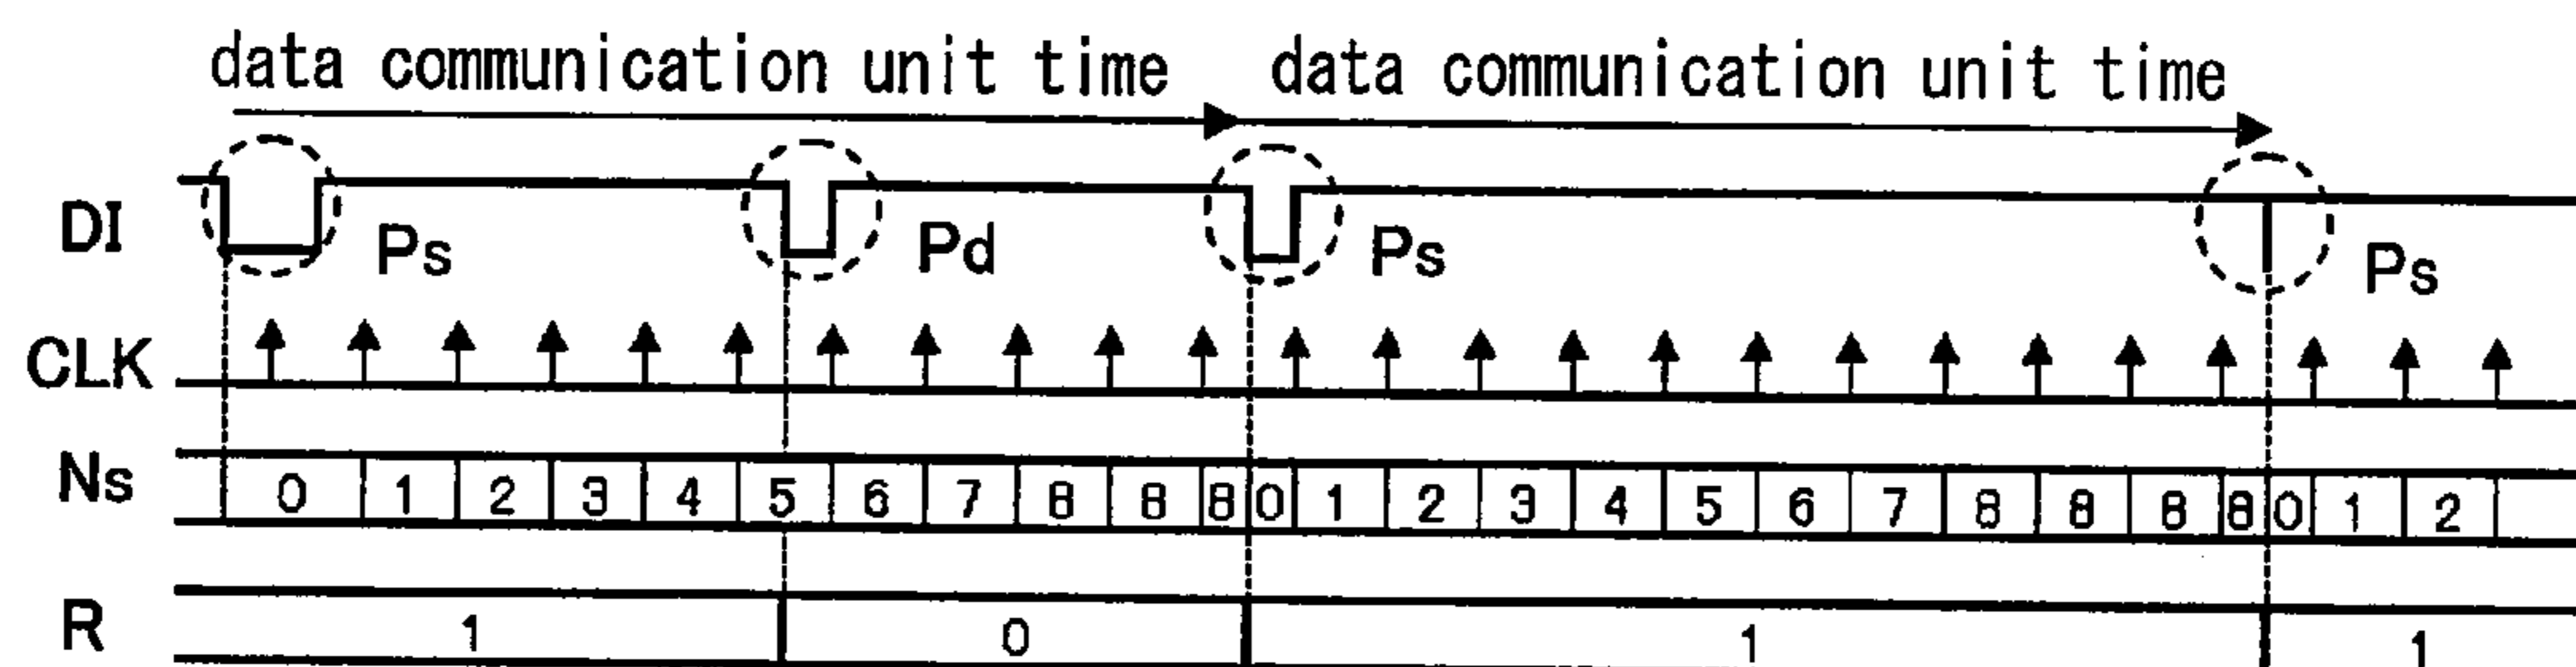 data communication unit time data communication unit time
DI Ps Pd Ps Ps
CLK
Ns 0 1 2 3 4 5 6 7 8 8 8 0 1 2 3 4 5 6 7 8 8 8 8 0 1 2
R 1 0 1 1